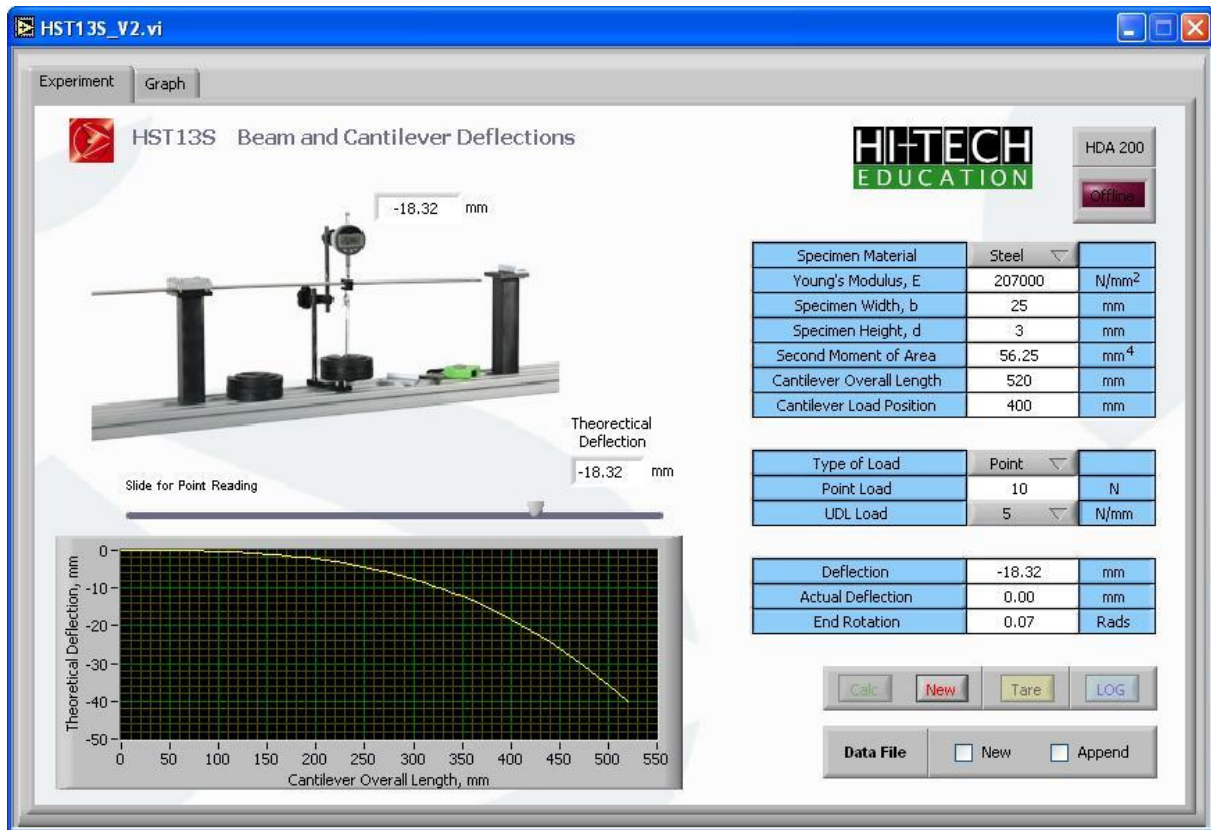 HST13S_V2.vi
Experiment
Graph
HST13S Beam and Cantilever Deflections
HI-TECH
EDUCATION
HDA 200
Offline
-18.32 mm
Specimen Material Steel
Young's Modulus, E 207000 N/mm2
Specimen Width, b 25 mm
Specimen Height, d 3 mm
Second Moment of Area 56.25 mm4
Cantilever Overall Length 520 mm
Cantilever Load Position 400 mm
Theorectical
Deflection
-18.32 mm
Slide for Point Reading
Type of Load Point
Point Load 10 N
UDL Load 5 N/mm
Deflection -18.32 mm
Actual Deflection 0.00 mm
End Rotation 0.07 Rads
Theoretical Deflection, mm
0
-10
-20
-30
-40
-50
0 50 100 150 200 250 300 350 400 450 500 550
Cantilever Overall Length, mm
Calc New Tare LOG
Data File New Append